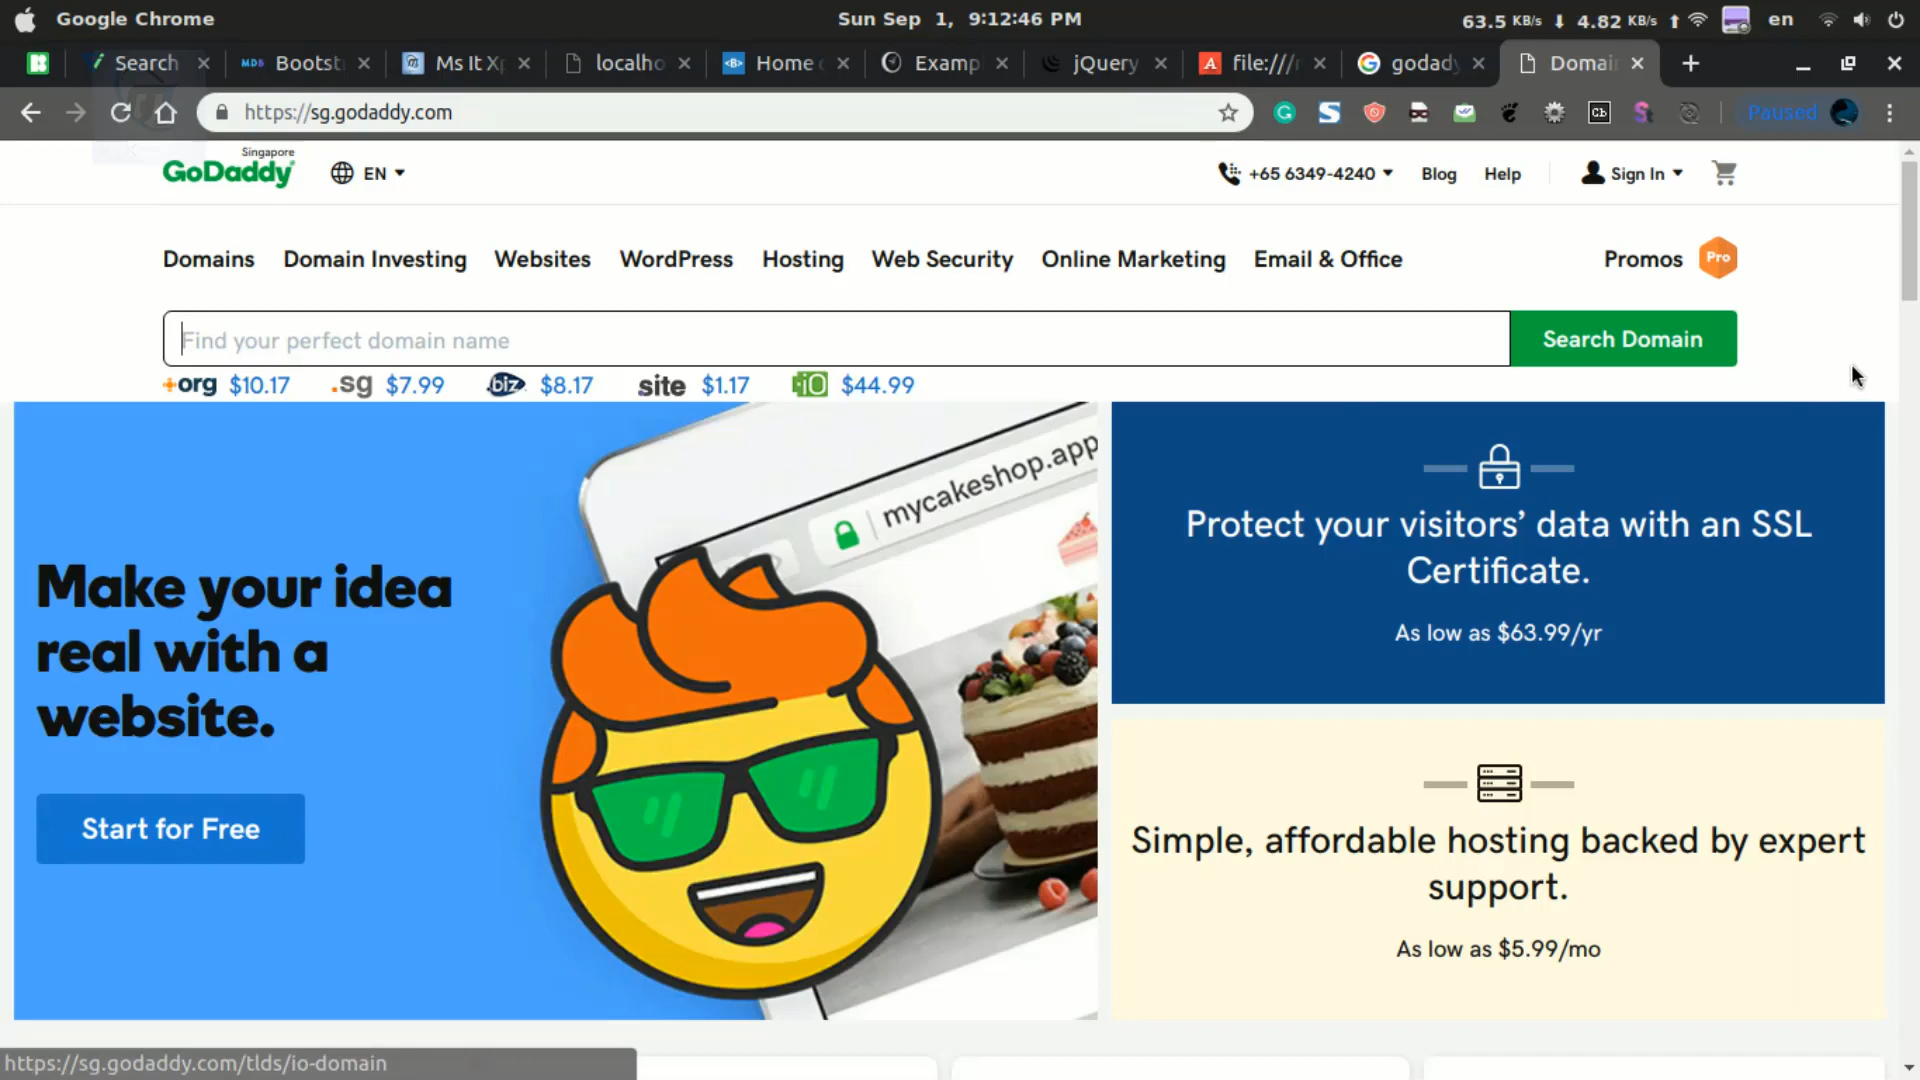 Google Chrome
Sun Sep 1, 9:12:46 PM
63.5 KB/s 4.82 KB/s en
Search
MDB Bootst
Ms It Xp
localho
Home
Examp
jQuery
file:///
godad
Domai
https://sg.godaddy.com
Paused
Singapore
GoDaddy
EN
+65 6349-4240
Blog
Help
Sign In
Domains
Domain Investing
Websites
WordPress
Hosting
Web Security
Online Marketing
Email & Office
Promos
Pro
Find your perfect domain name
Search Domain
org $10.17
.sg $7.99
.biz $8.17
site $1.17
.iO $44.99
mycakeshop.app
Make your idea
real with a
website.
Start for Free
Protect your visitors’ data with an SSL
Certificate.
As low as $63.99/yr
Simple, affordable hosting backed by expert
support.
As low as $5.99/mo
https://sg.godaddy.com/tlds/io-domain